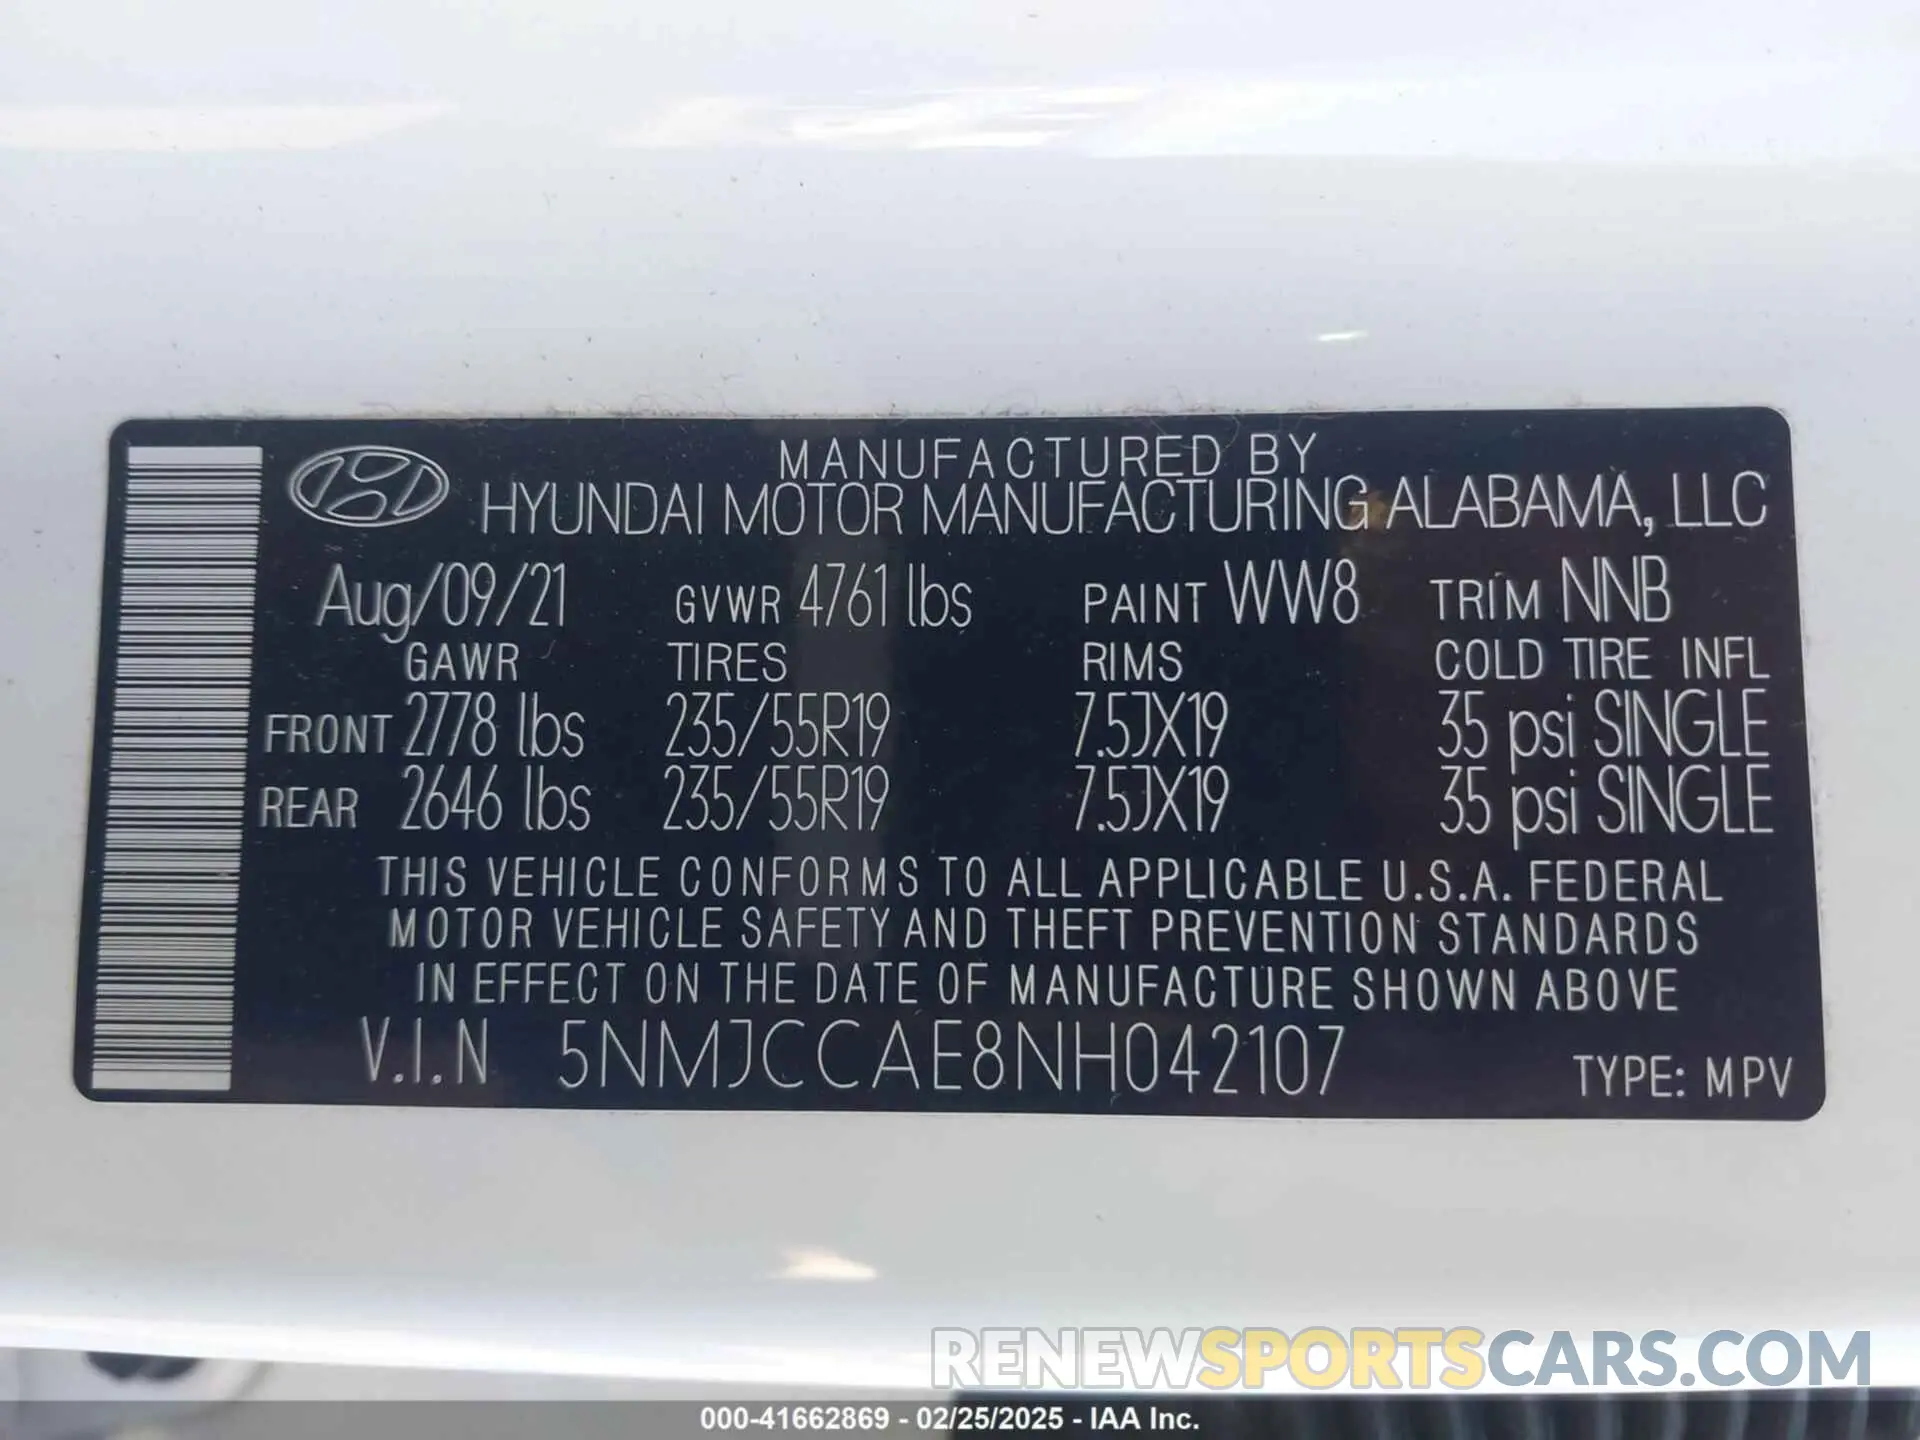 MANUFACTURED BY
HYUNDAI MOTOR MANUFACTURING ALABAMA, LLC
Aug/09/21 GVWR 4761 lbs PAINT WW8 TRIM NNB
GAWR TIRES RIMS COLD TIRE INFL
FRONT 2778 lbs 235/55R19 7.5JX19 35 psi SINGLE
REAR 2646 lbs 235/55R19 7.5JX19 35 psi SINGLE
THIS VEHICLE CONFORMS TO ALL APPLICABLE U.S.A. FEDERAL
MOTOR VEHICLE SAFETY AND THEFT PREVENTION STANDARDS
IN EFFECT ON THE DATE OF MANUFACTURE SHOWN ABOVE
V.I.N 5NMJCCAE8NH042107 TYPE: MPV
RENEWSPORTSCARS.COM
000-41662869 - 02/25/2025 - IAA Inc.